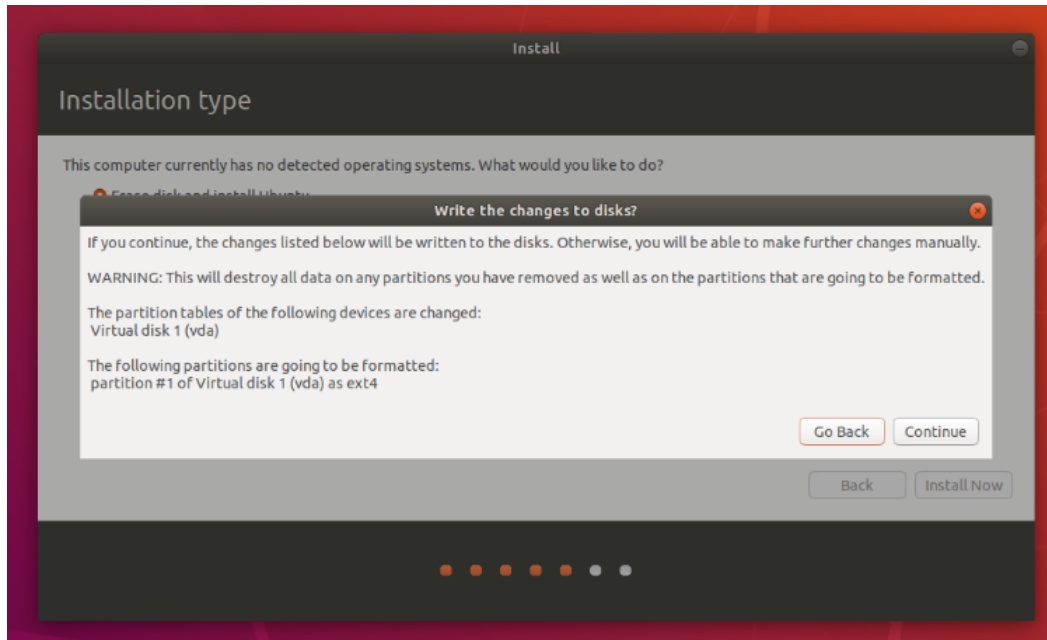 Install
Installation type
This computer currently has no detected operating systems. What would you like to do?
Erase disk and install Ubuntu
Write the changes to disks?
If you continue, the changes listed below will be written to the disks. Otherwise, you will be able to make further changes manually.
WARNING: This will destroy all data on any partitions you have removed as well as on the partitions that are going to be formatted.
The partition tables of the following devices are changed:
Virtual disk 1 (vda)
The following partitions are going to be formatted:
partition #1 of Virtual disk 1 (vda) as ext4
Go Back Continue
Back Install Now